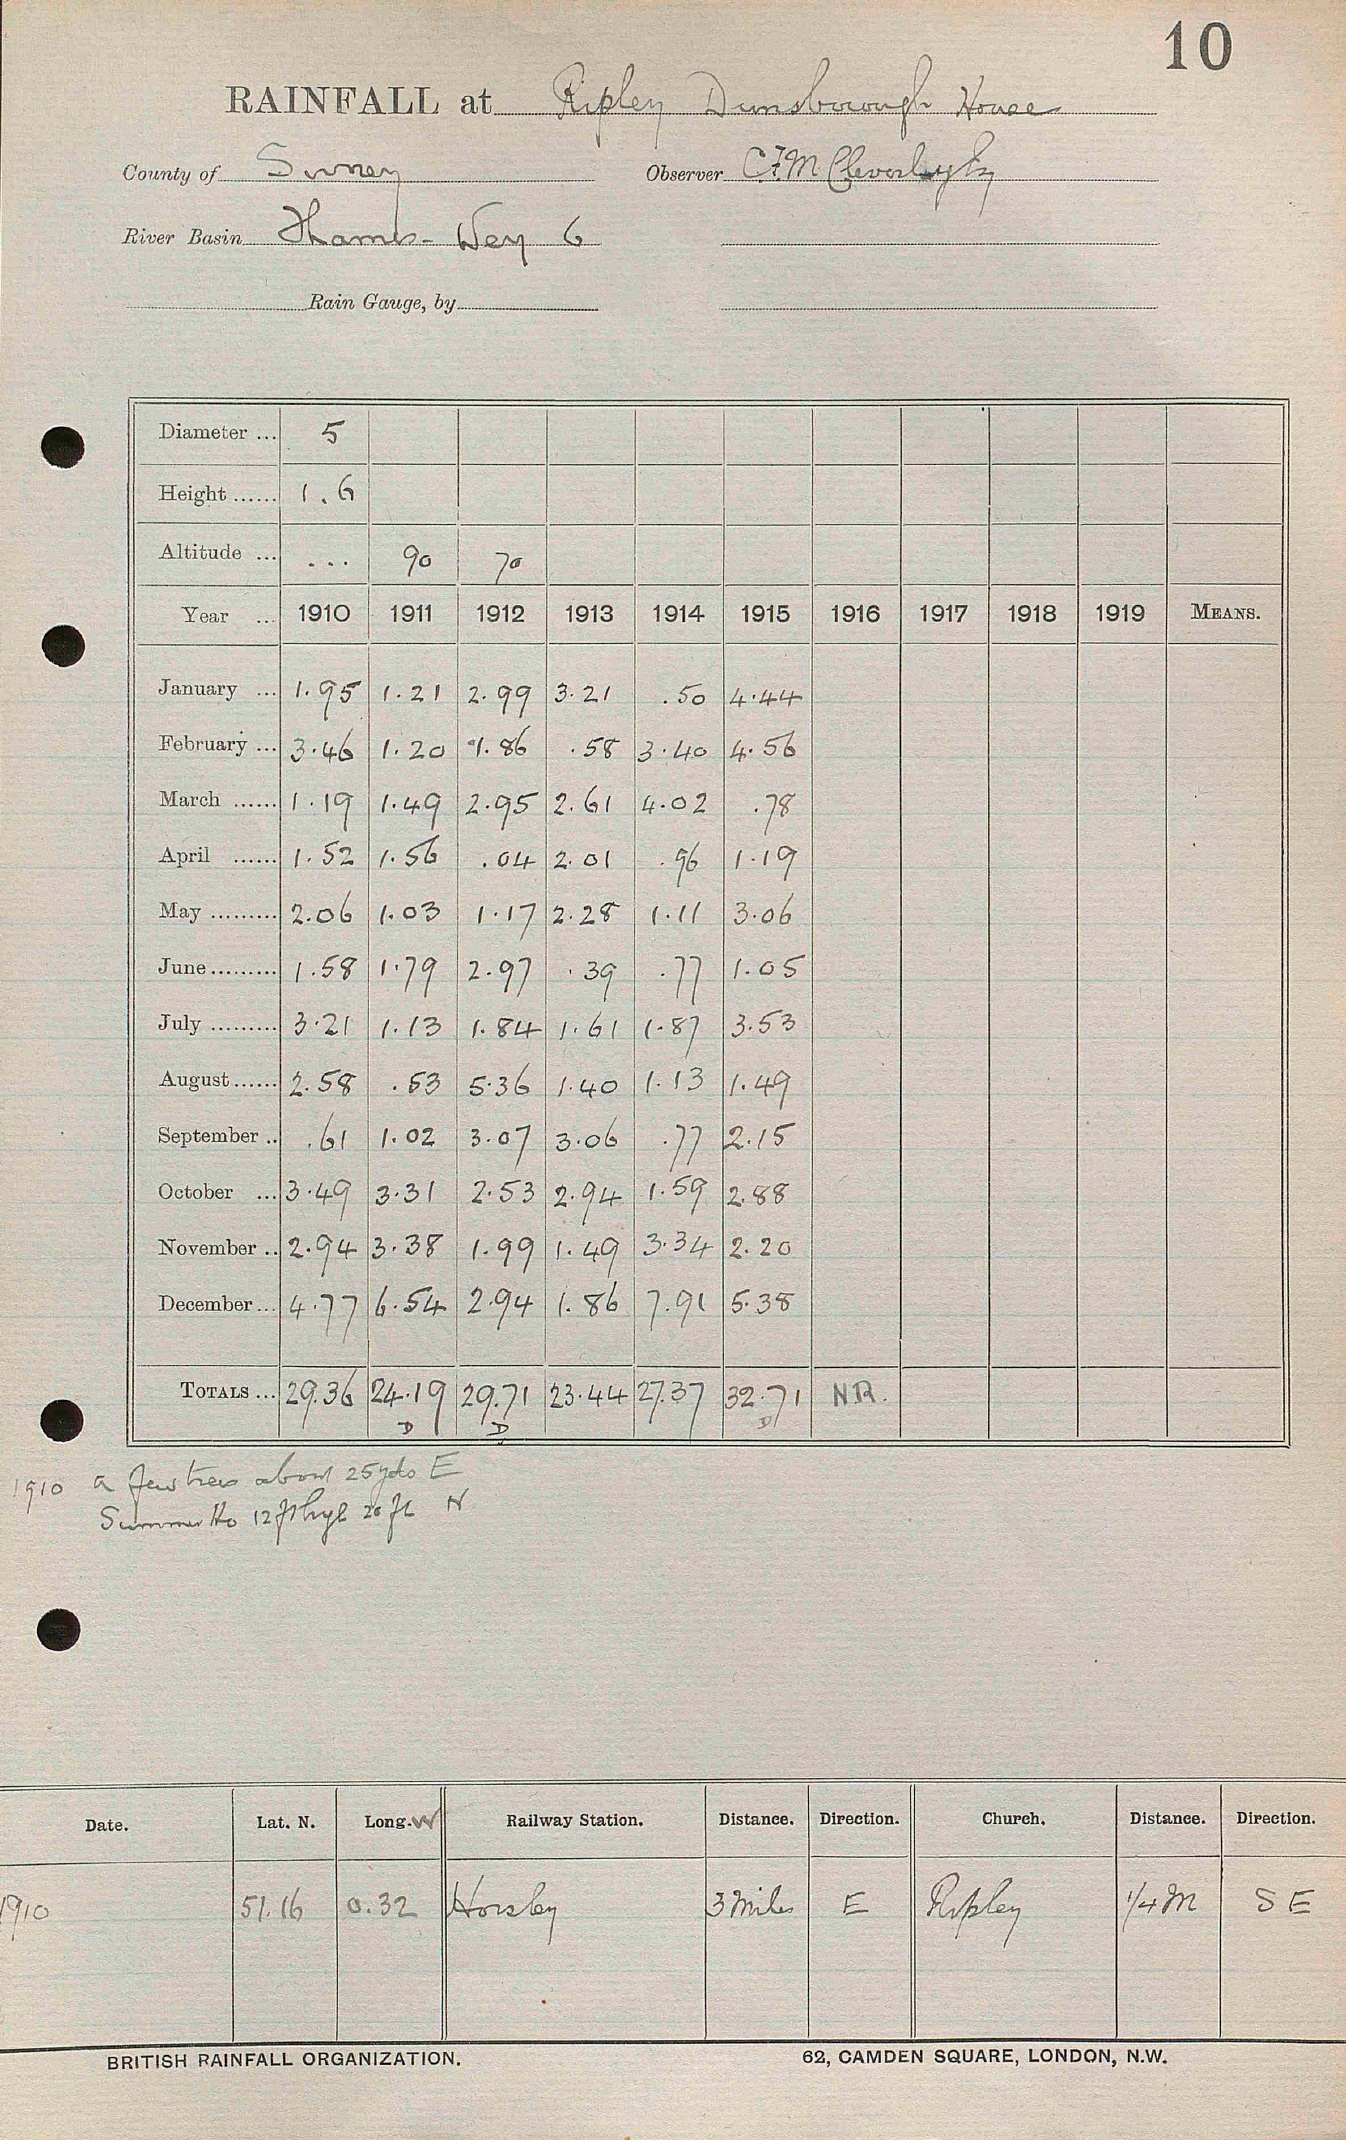 10
RAINFALL at Ripley Dunsborough House
County of Surrey Observer C.F.M
River Basin Thames - Wey 6
Rain Gauge, by
Diameter ... 5
Height ...... 1.6
Altitude ... ... 90 70
Year ... 1910 1911 1912 1913 1914 1915 1916 1917 1918 1919 MEANS.
January ... 1.95 1.21 2.99 3.21 .50 4.44
February ... 3.46 1.20 1.86 .58 3.40 4.56
March ...... 1.19 1.49 2.95 2.61 4.02 .78
April ...... 1.52 1.56 .04 2.01 .96 1.19
May ......... 2.06 1.03 1.17 2.28 1.11 3.06
June ......... 1.58 1.79 2.97 .39 .77 1.05
July ......... 3.21 1.13 1.84 1.61 1.87 3.53
August ...... 2.58 .53 5.36 1.40 1.13 1.49
September .. .61 1.02 3.07 3.06 .77 2.15
October ... 3.49 3.31 2.53 2.94 1.59 2.88
November .. 2.94 3.38 1.99 1.49 3.34 2.20
December ... 4.77 6.54 2.94 1.86 7.91 5.38
TOTALS ... 29.36 24.19 29.71 23.44 27.37 32.71 N.R.
D D D
1910 a few trees about 25 yds E
Summer Ho 12 ft hyl 20 ft N
Date. Lat. N. Long. W Railway Station. Distance. Direction. Church. Distance. Direction.
1910 51.16 0.32 Horsley 3 Miles E Ripley 1/4 M S E
BRITISH RAINFALL ORGANIZATION. 62, CAMDEN SQUARE, LONDON, N.W.